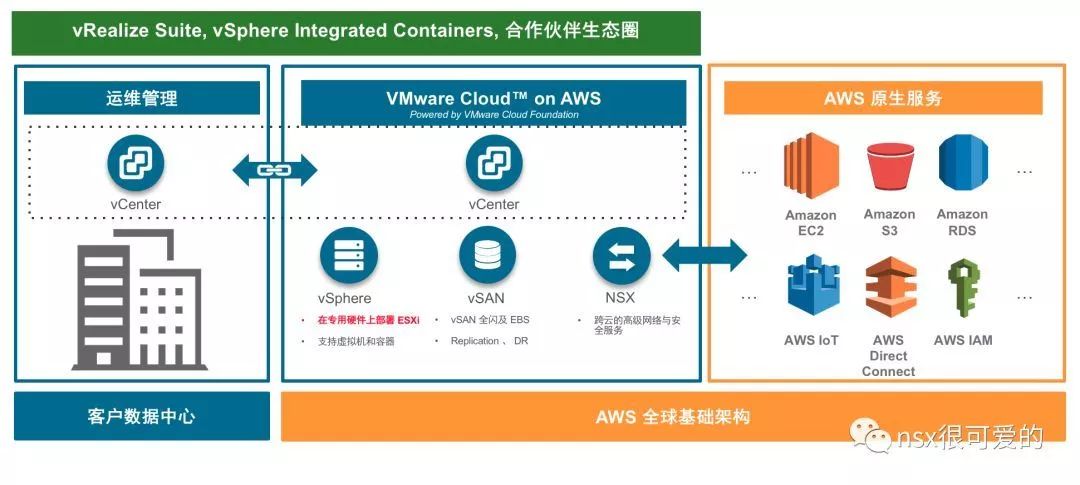 vRealize Suite, vSphere Integrated Containers, 合作伙伴生态圈
运维管理
vCenter
客户数据中心
VMware Cloud™ on AWS
Powered by VMware Cloud Foundation
vCenter
vSphere
• 在专用硬件上部署 ESXi
• 支持虚拟机和容器
vSAN
• vSAN 全闪及 EBS
• Replication 、 DR
NSX
• 跨云的高级网络与安
全服务
AWS 原生服务
...
Amazon
EC2
Amazon
S3
Amazon
RDS
...
...
AWS IoT
AWS
Direct
Connect
AWS IAM
...
AWS 全球基础架构
nsx很可爱的